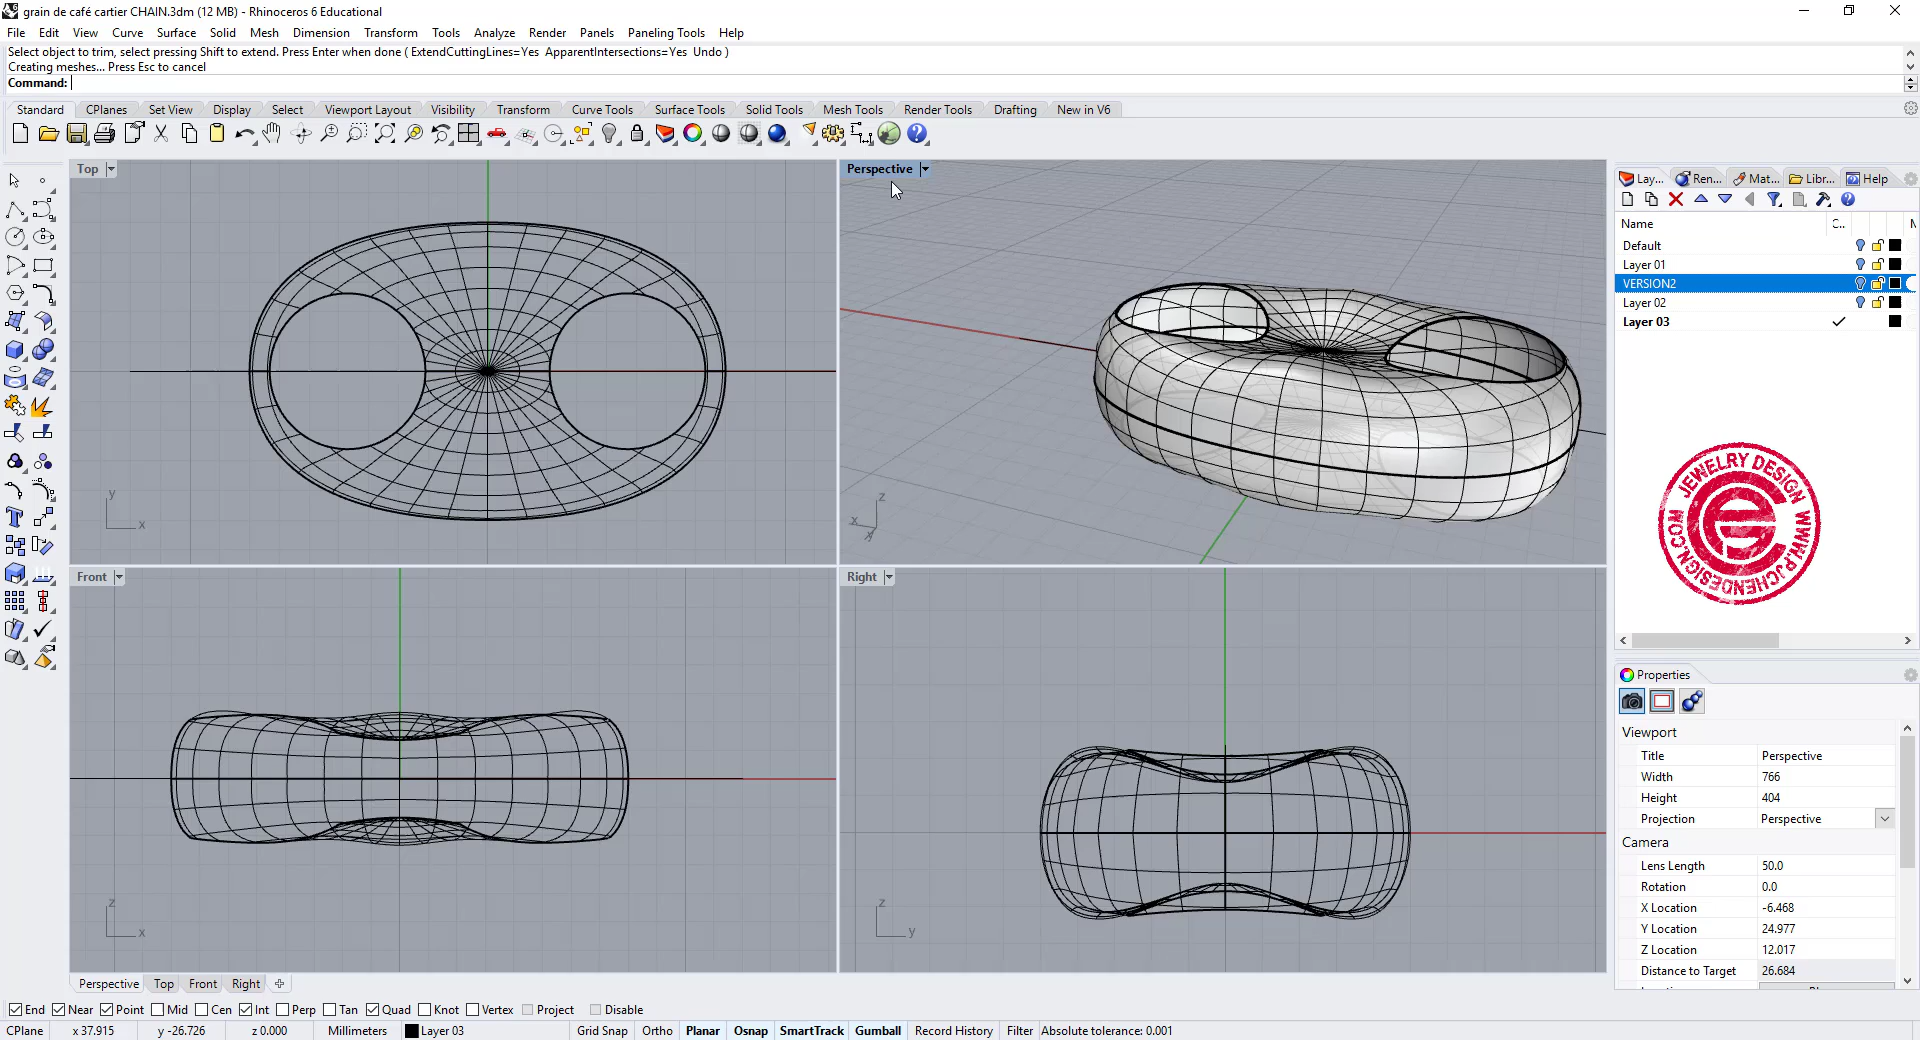 grain de café cartier CHAIN.3dm (12 MB) - Rhinoceros 6 Educational
File Edit View Curve Surface Solid Mesh Dimension Transform Tools Analyze Render Panels Paneling Tools Help
Select object to trim, select pressing Shift to extend. Press Enter when done ( ExtendCuttingLines=Yes ApparentIntersections=Yes Undo )
Creating meshes... Press Esc to cancel
Command:
Standard CPlanes Set View Display Select Viewport Layout Visibility Transform Curve Tools Surface Tools Solid Tools Mesh Tools Render Tools Drafting New in V6
Top
Perspective
Lay... Ren... Mat... Libr... Help
Name C.. M
Default
Layer 01
VERSION2
Layer 02
Layer 03
JEWELRY DESIGN WWW.PJCHENDESIGN.COM
y
x
z
x
y
Front
Right
z
x
z
y
Properties
Viewport
Title Perspective
Width 766
Height 404
Projection Perspective
Camera
Lens Length 50.0
Rotation 0.0
X Location -6.468
Y Location 24.977
Z Location 12.017
Distance to Target 26.684
Perspective Top Front Right
End Near Point Mid Cen Int Perp Tan Quad Knot Vertex Project Disable
CPlane x 37.915 y -26.726 z 0.000 Millimeters Layer 03 Grid Snap Ortho Planar Osnap SmartTrack Gumball Record History Filter Absolute tolerance: 0.001